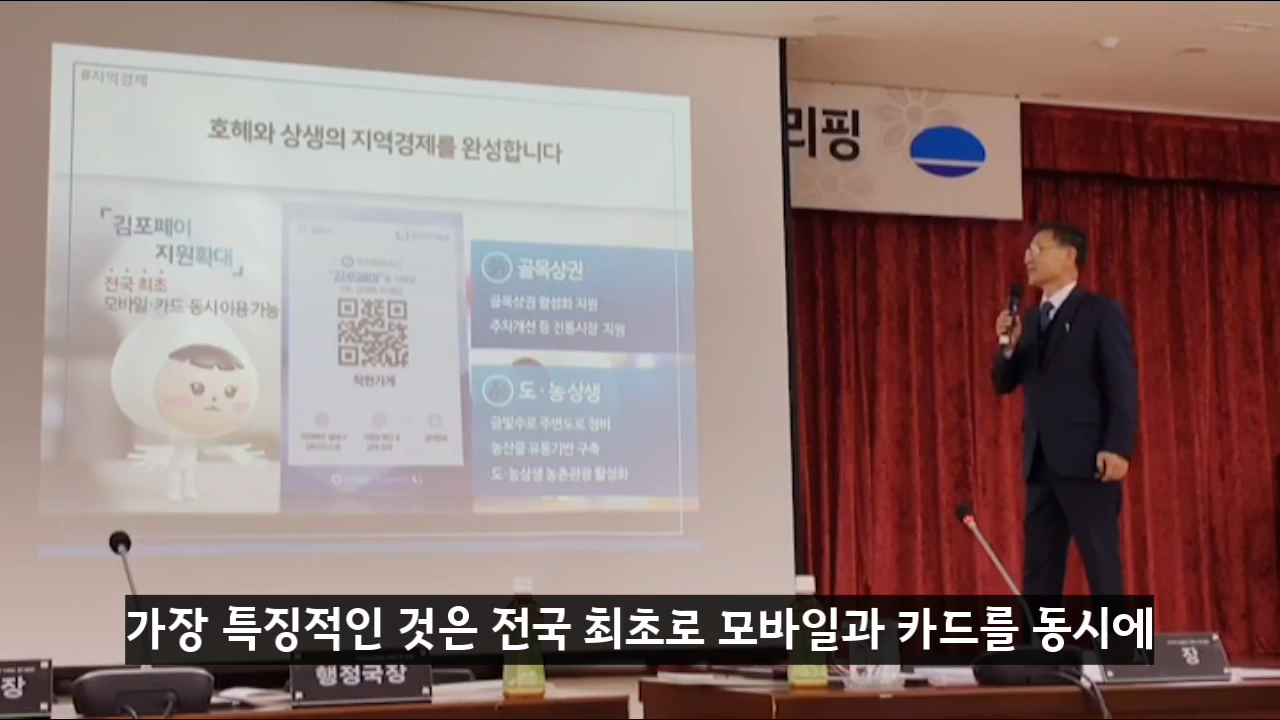 #지역경제
호혜와 상생의 지역경제를 완성합니다
「김포페이
지원확대」
전국 최초
모바일·카드 동시 이용 가능
"김포페이"
착한가게
골목상권
골목상권 활성화 지원
주차개선 등 전통시장 지원
도·농 상생
금빛수로 주변도로 정비
농산물 유통기반 구축
도·농상생 농촌관광 활성화
리핑
가장 특징적인 것은 전국 최초로 모바일과 카드를 동시에
장
행정국장
장